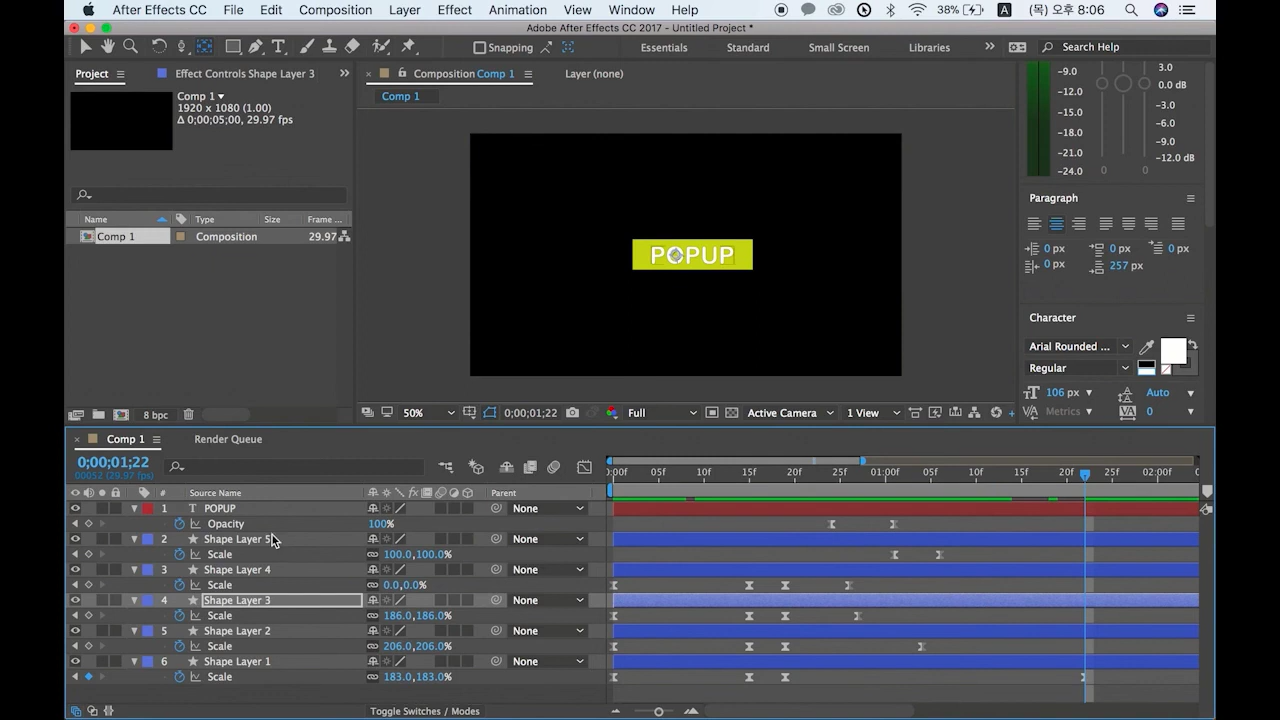 After Effects CC File Edit Composition Layer Effect Animation View Window Help 38% A (목) 오후 8:06
Adobe After Effects CC 2017 - Untitled Project *
Snapping Essentials Standard Small Screen Libraries Search Help
Project Effect Controls Shape Layer 3 Composition Comp 1 Layer (none)
Comp 1
1920 x 1080 (1.00)
Δ 0;00;05;00, 29.97 fps
Comp 1
-9.0
-12.0
-15.0
-18.0
-21.0
-24.0
3.0
0.0 dB
-3.0
-6.0
-9.0
-12.0 dB
0 0
Name Type Size Frame ...
Comp 1 Composition 29.97
POPUP
Paragraph
0 px 0 px 0 px
0 px 257 px
Character
Arial Rounded ...
Regular
106 px Auto
Metrics 0
8 bpc 50% 0;00;01;22 Full Active Camera 1 View
Comp 1 Render Queue
0;00;01;22
00052 (29.97 fps)
:00f 05f 10f 15f 20f 25f 01:00f 05f 10f 15f 20f 25f 02:00f
# Source Name fx Parent
1 T POPUP None
Opacity 100%
2 Shape Layer 5 None
Scale 100.0,100.0%
3 Shape Layer 4 None
Scale 0.0,0.0%
4 Shape Layer 3 None
Scale 186.0,186.0%
5 Shape Layer 2 None
Scale 206.0,206.0%
6 Shape Layer 1 None
Scale 183.0,183.0%
Toggle Switches / Modes